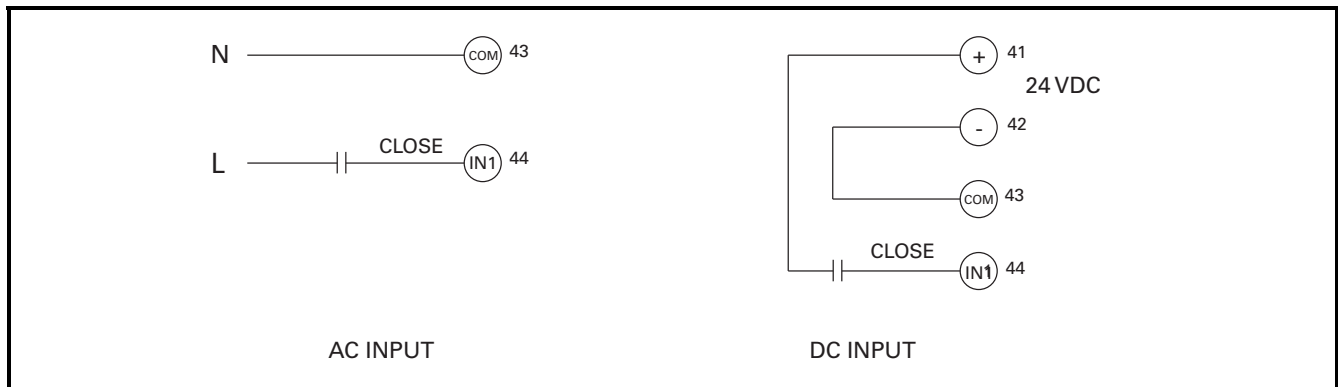 N
COM 43
CLOSE
L
IN1 44
AC INPUT
+ 41
24 VDC
- 42
COM 43
CLOSE
IN1 44
DC INPUT